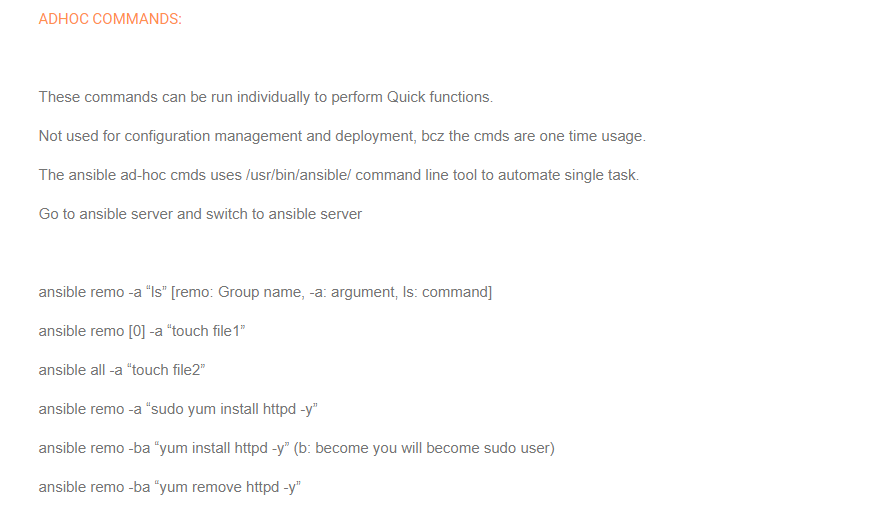 ADHOC COMMANDS:
These commands can be run individually to perform Quick functions.
Not used for configuration management and deployment, bcz the cmds are one time usage.
The ansible ad-hoc cmds uses /usr/bin/ansible/ command line tool to automate single task.
Go to ansible server and switch to ansible server
ansible remo -a “ls” [remo: Group name, -a: argument, ls: command]
ansible remo [0] -a “touch file1”
ansible all -a “touch file2”
ansible remo -a “sudo yum install httpd -y”
ansible remo -ba “yum install httpd -y” (b: become you will become sudo user)
ansible remo -ba “yum remove httpd -y”